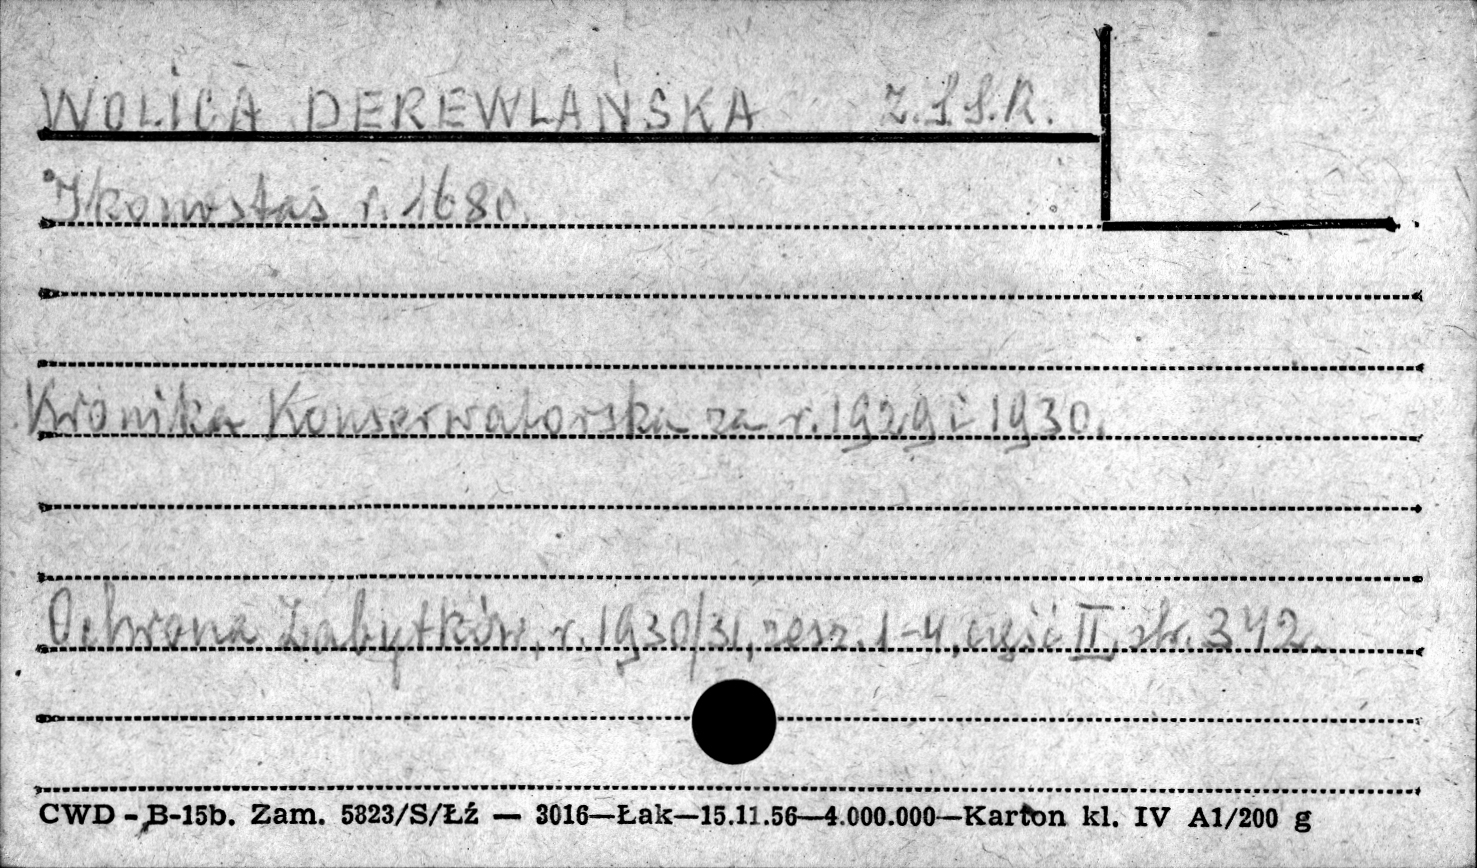 WOLICA DEREWLAŃSKA Z.S.S.R.
Ikonostas r. 1680.
Kronika Konserwatorska za r. 1929 i 1930.
Ochrona Zabytków, r. 1930/31, zesz. 1-4, część II, str. 342.
CWD - B-15b. Zam. 5823/S/Łź — 3016—Łak—15.11.56—4.000.000—Karton kl. IV A1/200 g